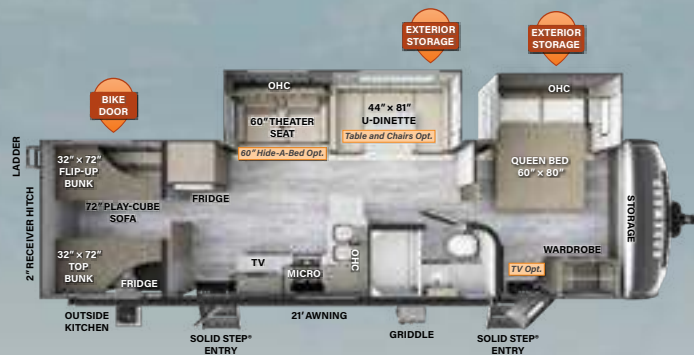 EXTERIOR
STORAGE
EXTERIOR
STORAGE
BIKE
DOOR
OHC
60" THEATER
SEAT
60" Hide-A-Bed Opt.
44" x 81"
U-DINETTE
Table and Chairs Opt.
OHC
QUEEN BED
60" x 80"
LADDER
2" RECEIVER HITCH
32" x 72"
FLIP-UP
BUNK
72" PLAY-CUBE
SOFA
FRIDGE
32" x 72"
TOP
BUNK
FRIDGE
TV
MICRO
OHC
STORAGE
WARDROBE
TV Opt.
OUTSIDE
KITCHEN
SOLID STEP®
ENTRY
21' AWNING
GRIDDLE
SOLID STEP®
ENTRY